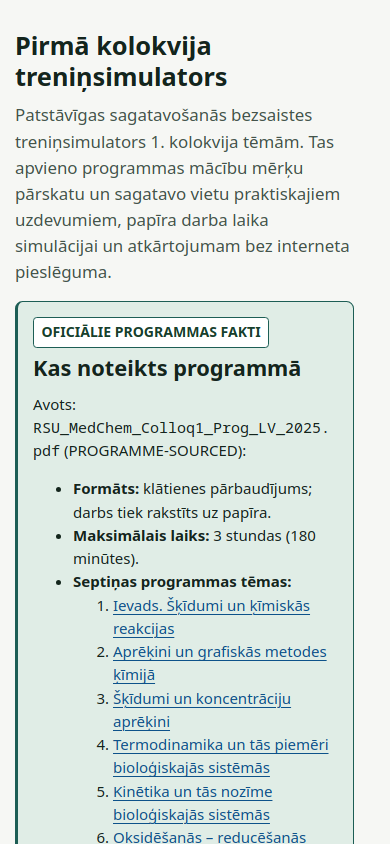 Pirmā kolokvija
treniņsimulators
Patstāvīgas sagatavošanās bezsaistes
treniņsimulators 1. kolokvija tēmām. Tas
apvieno programmas mācību mērķu
pārskatu un sagatavo vietu praktiskajiem
uzdevumiem, papīra darba laika
simulācijai un atkārtojumam bez interneta
pieslēguma.
OFICIĀLIE PROGRAMMAS FAKTI
Kas noteikts programmā
Avots:
RSU_MedChem_Colloq1_Prog_LV_2025.
pdf (PROGRAMME-SOURCED):
• Formāts: klātienes pārbaudījums;
darbs tiek rakstīts uz papīra.
• Maksimālais laiks: 3 stundas (180
minūtes).
• Septiņas programmas tēmas:
1. Ievads. Šķīdumi un ķīmiskās
reakcijas
2. Aprēķini un grafiskās metodes
ķīmijā
3. Šķīdumi un koncentrāciju
aprēķini
4. Termodinamika un tās piemēri
bioloģiskajās sistēmās
5. Kinētika un tās nozīme
bioloģiskajās sistēmās
6. Oksidēšanās – reducēšanās